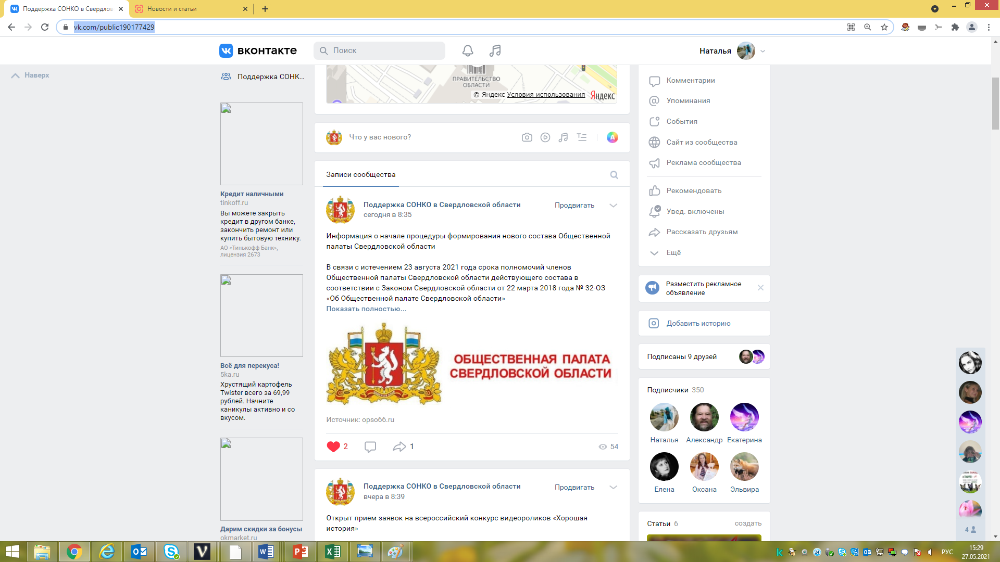 Поддержка СОНКО в Свердлов
Новости и статьи
vk.com/public190177429
вконтакте
Поиск
Наталья
Наверх
Поддержка СОНК...
Кредит наличными
tinkoff.ru
Вы можете закрыть
кредит в другом банке,
закончить ремонт или
купить бытовую технику.
АО «Тинькофф Банк»,
лицензия 2673
Всё для перекуса!
5ka.ru
Хрустящий картофель
Twister всего за 69,99
рублей. Начните
каникулы активно и со
вкусом.
Дарим скидки за бонусы
okmarket.ru
ПРАВИТЕЛЬСТВО
ОБЛАСТИ
© Яндекс Условия использования Яндекс
Что у вас нового?
Записи сообщества
Поддержка СОНКО в Свердловской области
сегодня в 8:35
Продвигать
Информация о начале процедуры формирования нового состава Общественной
палаты Свердловской области
В связи с истечением 23 августа 2021 года срока полномочий членов
Общественной палаты Свердловской области действующего состава в
соответствии с Законом Свердловской области от 22 марта 2018 года № 32-ОЗ
«Об Общественной палате Свердловской области»
Показать полностью...
ОБЩЕСТВЕННАЯ ПАЛАТА
СВЕРДЛОВСКОЙ ОБЛАСТИ
Источник: opso66.ru
2
1
54
Поддержка СОНКО в Свердловской области
вчера в 8:39
Продвигать
Открыт прием заявок на всероссийский конкурс видеороликов «Хорошая
история»
Комментарии
Упоминания
События
Сайт из сообщества
Реклама сообщества
Рекомендовать
Увед. включены
Рассказать друзьям
Ещё
Разместить рекламное
объявление
Добавить историю
Подписаны 9 друзей
Подписчики 350
Наталья
Александр
Екатерина
Елена
Оксана
Эльвира
Статьи 6
создать
4
24
РУС
15:29
27.05.2021